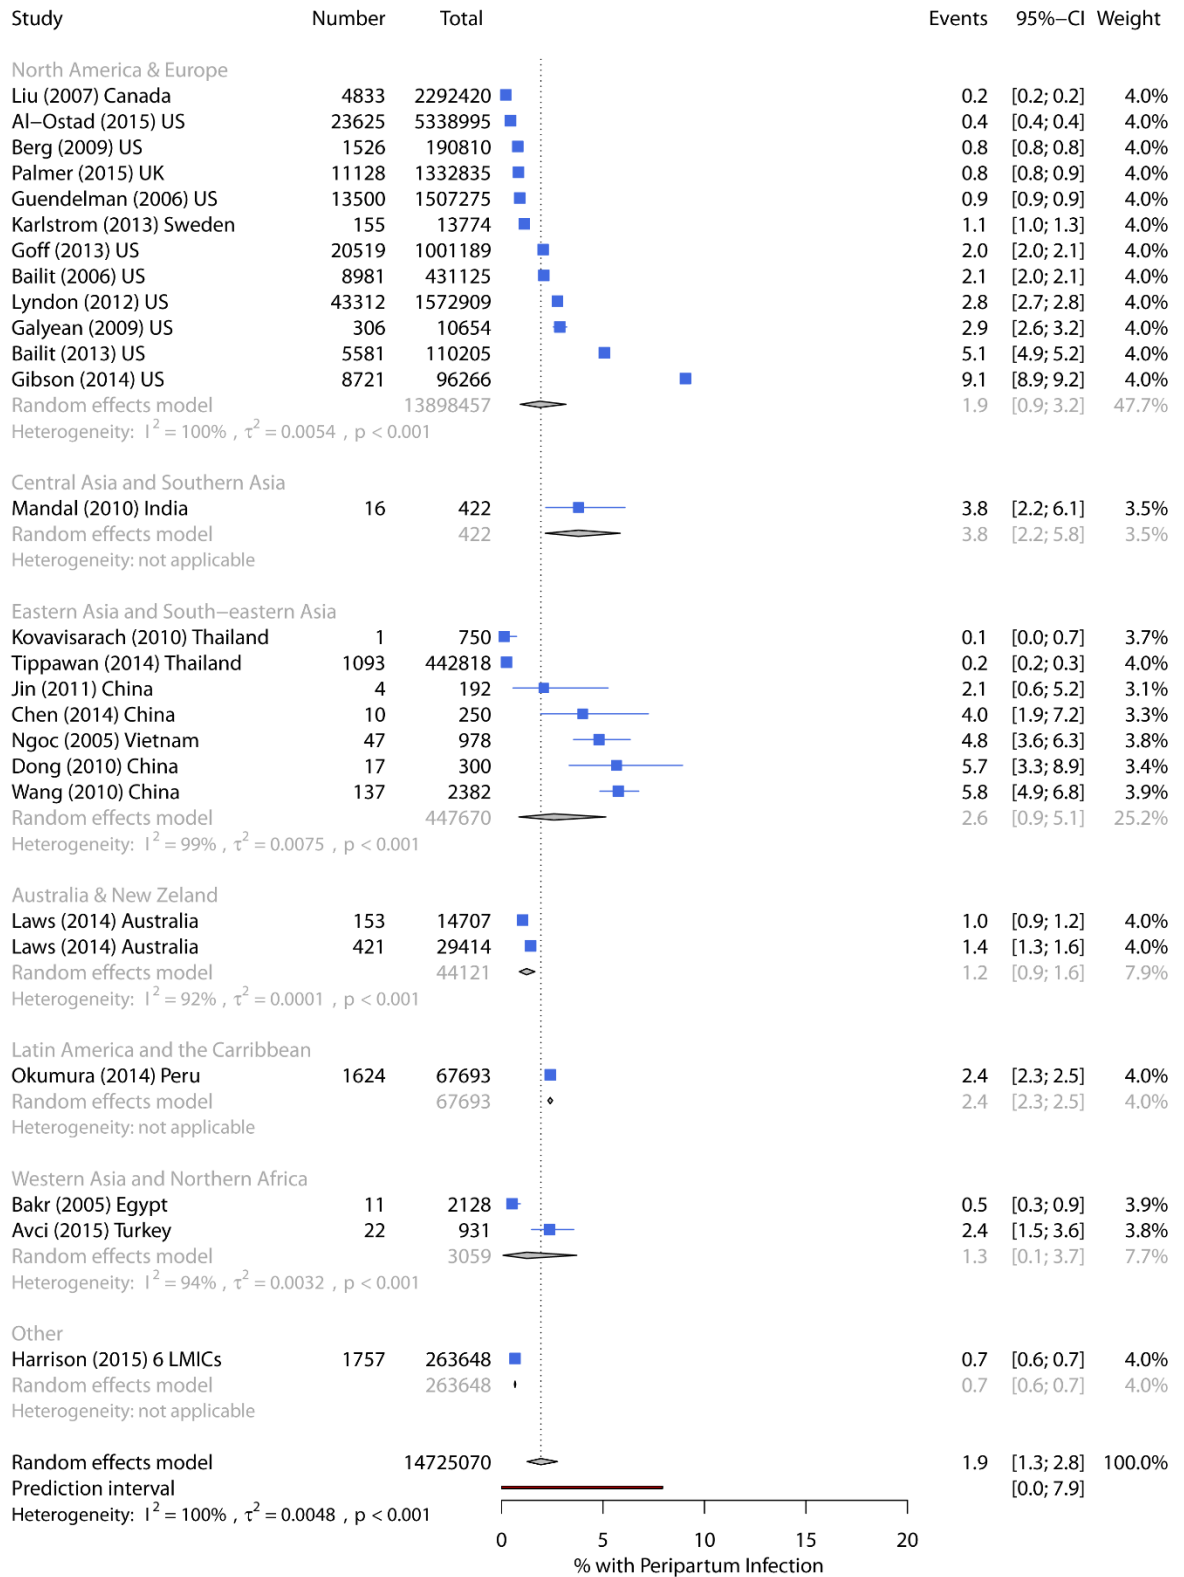 Study Number Total Events 95%−CI Weight
North America & Europe
Liu (2007) Canada 4833 2292420 0.2 [0.2; 0.2] 4.0%
Al−Ostad (2015) US 23625 5338995 0.4 [0.4; 0.4] 4.0%
Berg (2009) US 1526 190810 0.8 [0.8; 0.8] 4.0%
Palmer (2015) UK 11128 1332835 0.8 [0.8; 0.9] 4.0%
Guendelman (2006) US 13500 1507275 0.9 [0.9; 0.9] 4.0%
Karlstrom (2013) Sweden 155 13774 1.1 [1.0; 1.3] 4.0%
Goff (2013) US 20519 1001189 2.0 [2.0; 2.1] 4.0%
Bailit (2006) US 8981 431125 2.1 [2.0; 2.1] 4.0%
Lyndon (2012) US 43312 1572909 2.8 [2.7; 2.8] 4.0%
Galyean (2009) US 306 10654 2.9 [2.6; 3.2] 4.0%
Bailit (2013) US 5581 110205 5.1 [4.9; 5.2] 4.0%
Gibson (2014) US 8721 96266 9.1 [8.9; 9.2] 4.0%
Random effects model 13898457 1.9 [0.9; 3.2] 47.7%
Heterogeneity: I² = 100% , τ² = 0.0054 , p < 0.001
Central Asia and Southern Asia
Mandal (2010) India 16 422 3.8 [2.2; 6.1] 3.5%
Random effects model 422 3.8 [2.2; 5.8] 3.5%
Heterogeneity: not applicable
Eastern Asia and South−eastern Asia
Kovavisarach (2010) Thailand 1 750 0.1 [0.0; 0.7] 3.7%
Tippawan (2014) Thailand 1093 442818 0.2 [0.2; 0.3] 4.0%
Jin (2011) China 4 192 2.1 [0.6; 5.2] 3.1%
Chen (2014) China 10 250 4.0 [1.9; 7.2] 3.3%
Ngoc (2005) Vietnam 47 978 4.8 [3.6; 6.3] 3.8%
Dong (2010) China 17 300 5.7 [3.3; 8.9] 3.4%
Wang (2010) China 137 2382 5.8 [4.9; 6.8] 3.9%
Random effects model 447670 2.6 [0.9; 5.1] 25.2%
Heterogeneity: I² = 99% , τ² = 0.0075 , p < 0.001
Australia & New Zeland
Laws (2014) Australia 153 14707 1.0 [0.9; 1.2] 4.0%
Laws (2014) Australia 421 29414 1.4 [1.3; 1.6] 4.0%
Random effects model 44121 1.2 [0.9; 1.6] 7.9%
Heterogeneity: I² = 92% , τ² = 0.0001 , p < 0.001
Latin America and the Carribbean
Okumura (2014) Peru 1624 67693 2.4 [2.3; 2.5] 4.0%
Random effects model 67693 2.4 [2.3; 2.5] 4.0%
Heterogeneity: not applicable
Western Asia and Northern Africa
Bakr (2005) Egypt 11 2128 0.5 [0.3; 0.9] 3.9%
Avci (2015) Turkey 22 931 2.4 [1.5; 3.6] 3.8%
Random effects model 3059 1.3 [0.1; 3.7] 7.7%
Heterogeneity: I² = 94% , τ² = 0.0032 , p < 0.001
Other
Harrison (2015) 6 LMICs 1757 263648 0.7 [0.6; 0.7] 4.0%
Random effects model 263648 0.7 [0.6; 0.7] 4.0%
Heterogeneity: not applicable
Random effects model 14725070 1.9 [1.3; 2.8] 100.0%
Prediction interval [0.0; 7.9]
Heterogeneity: I² = 100% , τ² = 0.0048 , p < 0.001
0 5 10 15 20
% with Peripartum Infection